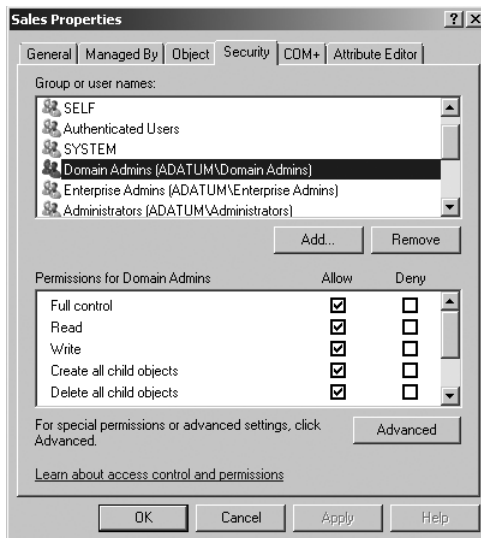 Sales Properties
General Managed By Object Security COM+ Attribute Editor
Group or user names:
SELF
Authenticated Users
SYSTEM
Domain Admins (ADATUM\Domain Admins)
Enterprise Admins (ADATUM\Enterprise Admins)
Administrators (ADATUM\Administrators)
Add... Remove
Permissions for Domain Admins Allow Deny
Full control
Read
Write
Create all child objects
Delete all child objects
For special permissions or advanced settings, click
Advanced.
Advanced
Learn about access control and permissions
OK Cancel Apply Help